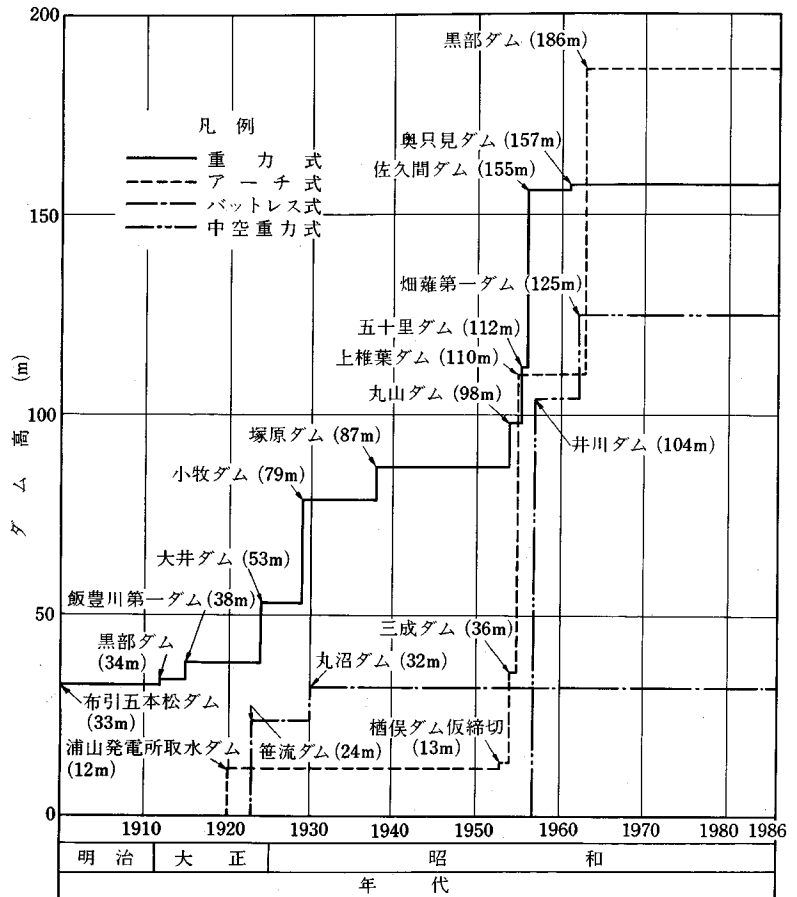 200
150
100
50
0
ダム高 (m)
凡例
重力式
アーチ式
バットレス式
中空重力式
黒部ダム (186m)
奥只見ダム (157m)
佐久間ダム (155m)
畑薙第一ダム (125m)
五十里ダム (112m)
上椎葉ダム (110m)
丸山ダム (98m)
井川ダム (104m)
塚原ダム (87m)
小牧ダム (79m)
大井ダム (53m)
飯豊川第一ダム (38m)
黒部ダム
(34m)
布引五本松ダム
(33m)
三成ダム (36m)
丸沼ダム (32m)
楢俣ダム仮締切
(13m)
浦山発電所取水ダム
(12m)
笹流ダム (24m)
1910 1920 1930 1940 1950 1960 1970 1980 1986
明治 大正 昭和
年代